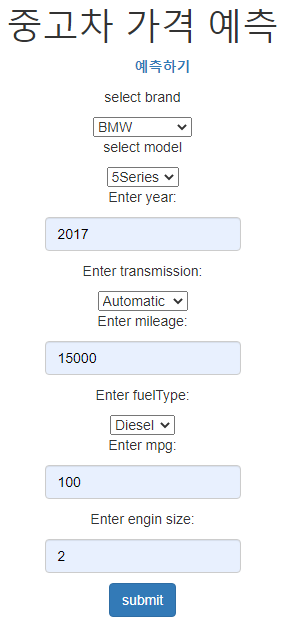 중고차 가격 예측
예측하기
select brand
BMW
select model
5Series
Enter year:
2017
Enter transmission:
Automatic
Enter mileage:
15000
Enter fuelType:
Diesel
Enter mpg:
100
Enter engin size:
2
submit